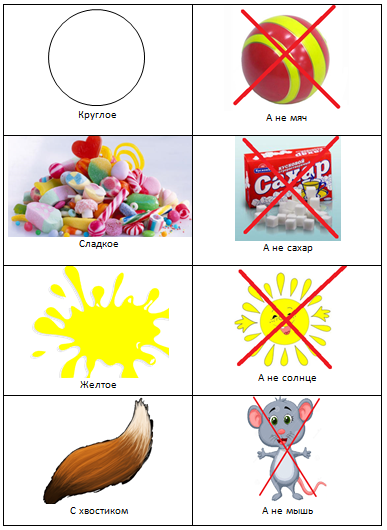 Круглое
А не мяч
Сахар
Сладкое
А не сахар
Желтое
А не солнце
С хвостиком
А не мышь